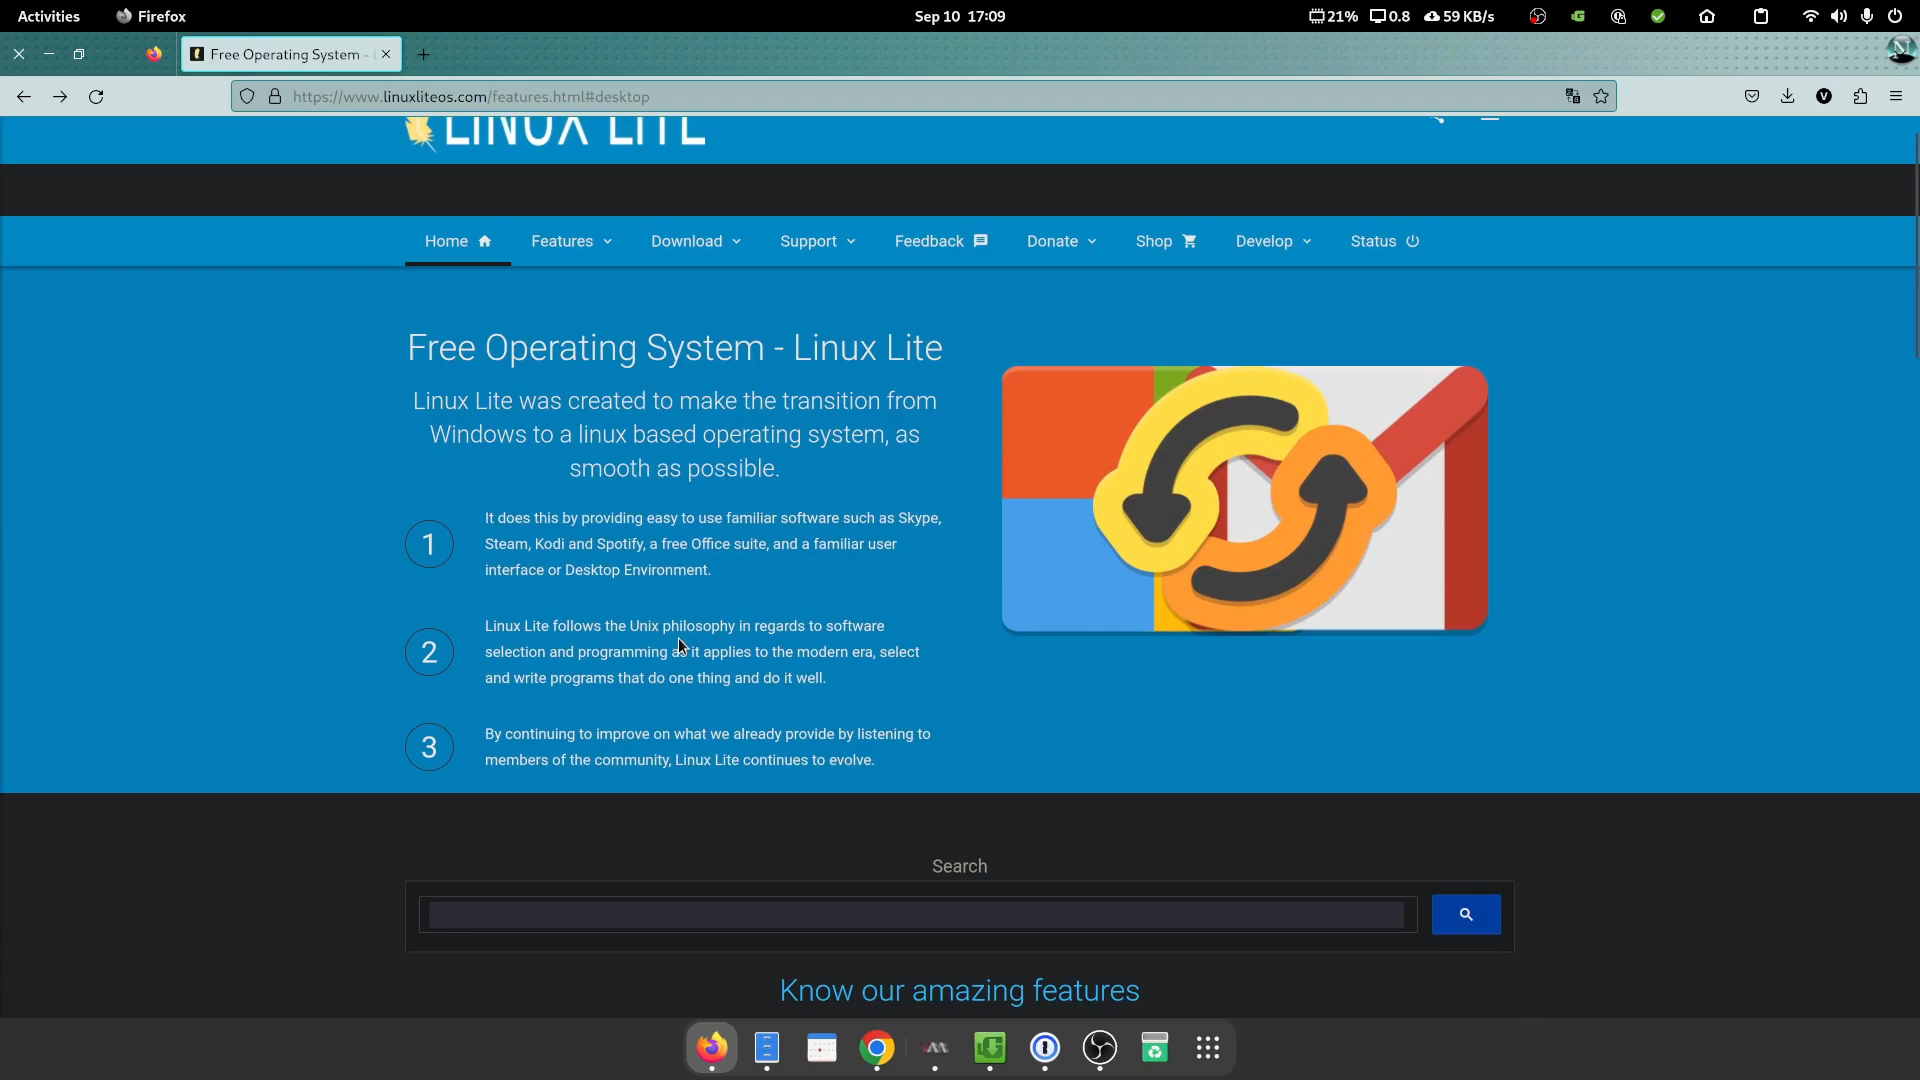 Activities Firefox Sep 10 17:09 21% 0.8 59 KB/s
Free Operating System -
https://www.linuxliteos.com/features.html#desktop
LINUX LITE
Home Features Download Support Feedback Donate Shop Develop Status
Free Operating System - Linux Lite
Linux Lite was created to make the transition from
Windows to a linux based operating system, as
smooth as possible.
1
It does this by providing easy to use familiar software such as Skype,
Steam, Kodi and Spotify, a free Office suite, and a familiar user
interface or Desktop Environment.
2
Linux Lite follows the Unix philosophy in regards to software
selection and programming as it applies to the modern era, select
and write programs that do one thing and do it well.
3
By continuing to improve on what we already provide by listening to
members of the community, Linux Lite continues to evolve.
Search
Know our amazing features